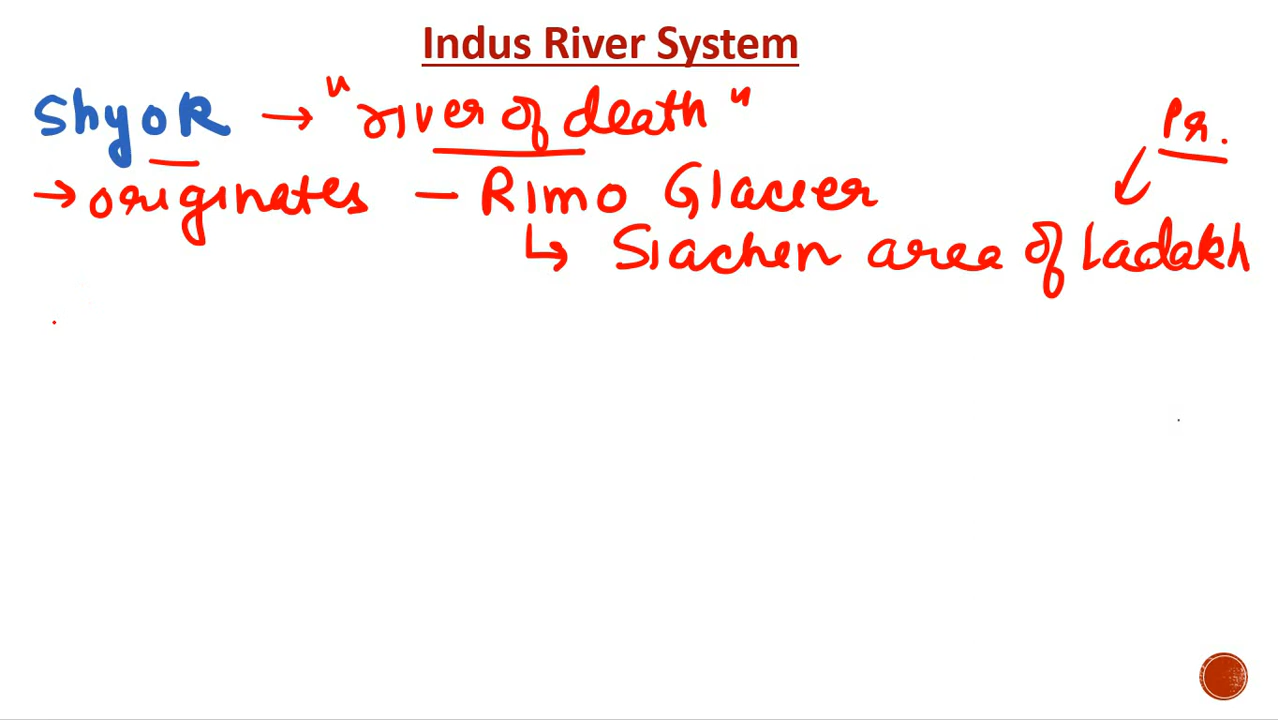 Indus River System
Shyok → "river of death"
Pr.
→ originates — Rimo Glacier
↳ Siachen area of Ladakh